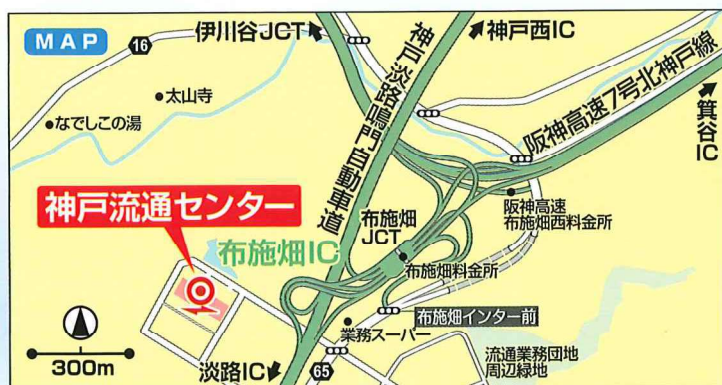 MAP
16
伊川谷JCT
神戸西IC
神戸淡路鳴門自動車道
阪神高速7号北神戸線
箕谷
IC
太山寺
なでしこの湯
神戸流通センター
布施畑IC
布施畑
JCT
阪神高速
布施畑西料金所
布施畑料金所
布施畑インター前
業務スーパー
300m
淡路IC
65
流通業務団地
周辺緑地